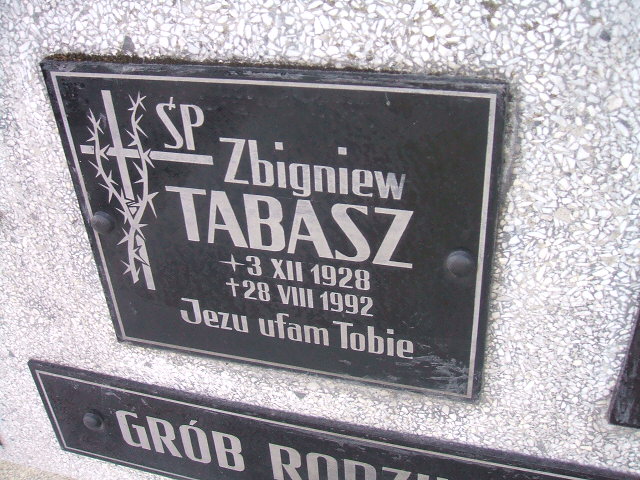 ŚP
Zbigniew
TABASZ
3 XII 1928
†28 VIII 1992
Jezu ufam Tobie
GRÓB